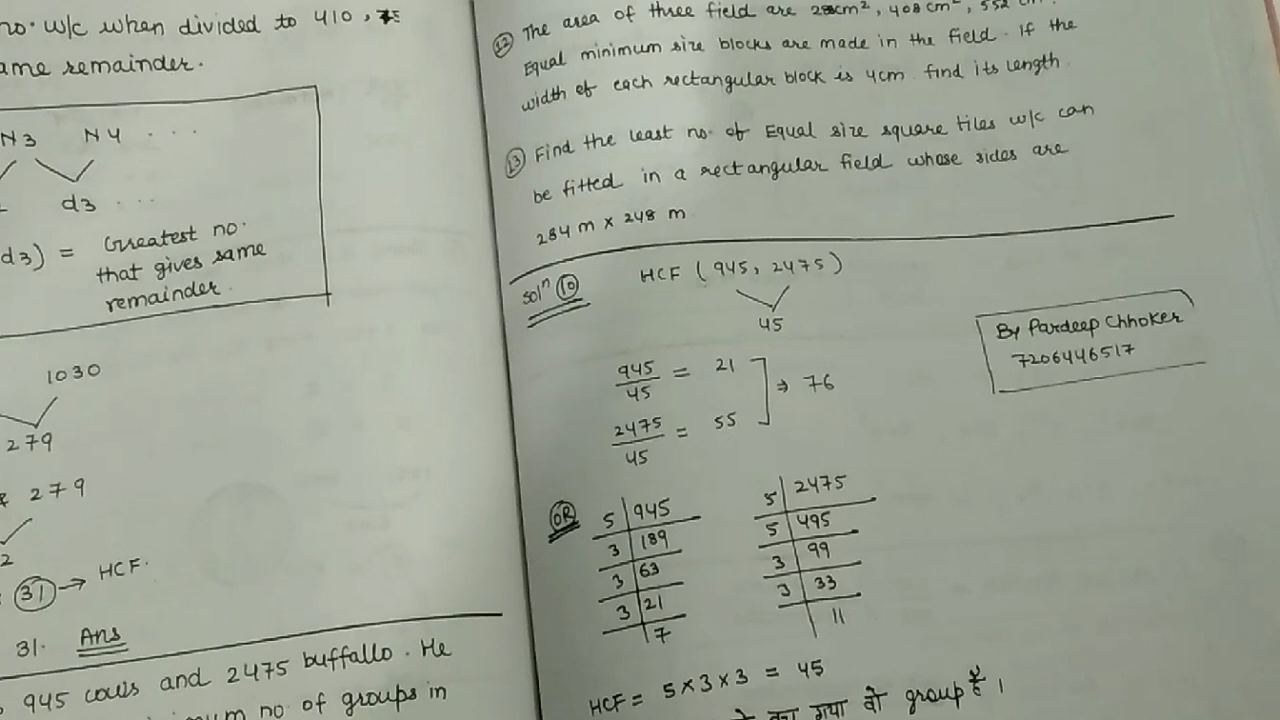 no. w/c when divided to 410,
ame remainder.
N3 N4 . . .
d3 . . .
d3) = Greatest no.
that gives same
remainder.
1030
279
279
2
31 → HCF.
31. Ans
945 cows and 2475 buffallo. He
no. of groups in
12 The area of three field are cm², 408 cm², 552
Equal minimum size blocks are made in the field. If the
width of each rectangular block is 4cm find its length.
13 Find the least no. of Equal size square tiles w/c can
be fitted in a rectangular field whose sides are
m x 248 m
Solⁿ 10 HCF (945, 2475)
45
945/45 = 21
⇒ 76
2475/45 = 55
By Pardeep Chhoker
7206446517
OR
5 945
3 189
3 63
3 21
7
5 2475
5 495
3 99
3 33
11
HCF = 5×3×3 = 45
गया वो group है ।